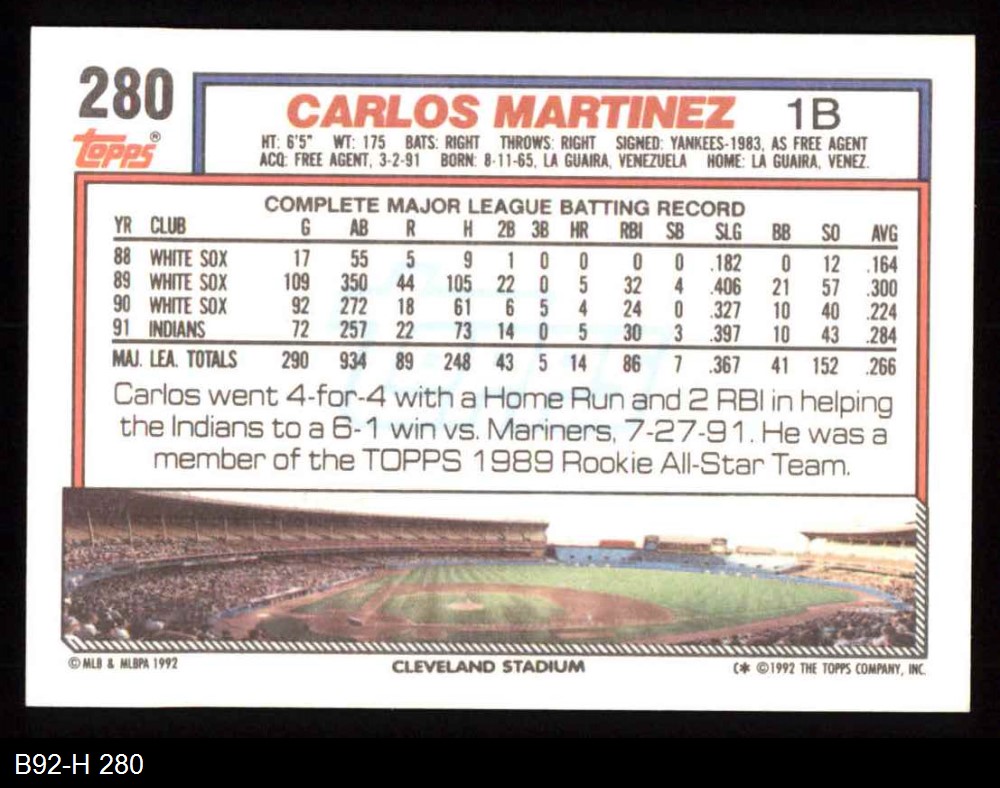 280
CARLOS MARTINEZ 1B
TOPPS®
HT: 6'5" WT: 175 BATS: RIGHT THROWS: RIGHT SIGNED: YANKEES-1983, AS FREE AGENT
ACQ: FREE AGENT, 3-2-91 BORN: 8-11-65, LA GUAIRA, VENEZUELA HOME: LA GUAIRA, VENEZ.
COMPLETE MAJOR LEAGUE BATTING RECORD
YR CLUB G AB R H 2B 3B HR RBI SB SLG BB SO AVG
88 WHITE SOX 17 55 5 9 1 0 0 0 0 .182 0 12 .164
89 WHITE SOX 109 350 44 105 22 0 5 32 4 .406 21 57 .300
90 WHITE SOX 92 272 18 61 6 5 4 24 0 .327 10 40 .224
91 INDIANS 72 257 22 73 14 0 5 30 3 .397 10 43 .284
MAJ. LEA. TOTALS 290 934 89 248 43 5 14 86 7 .367 41 152 .266
Carlos went 4-for-4 with a Home Run and 2 RBI in helping
the Indians to a 6-1 win vs. Mariners, 7-27-91. He was a
member of the TOPPS 1989 Rookie All-Star Team.
© MLB & MLBPA 1992
CLEVELAND STADIUM
C* ©1992 THE TOPPS COMPANY, INC.
B92-H 280